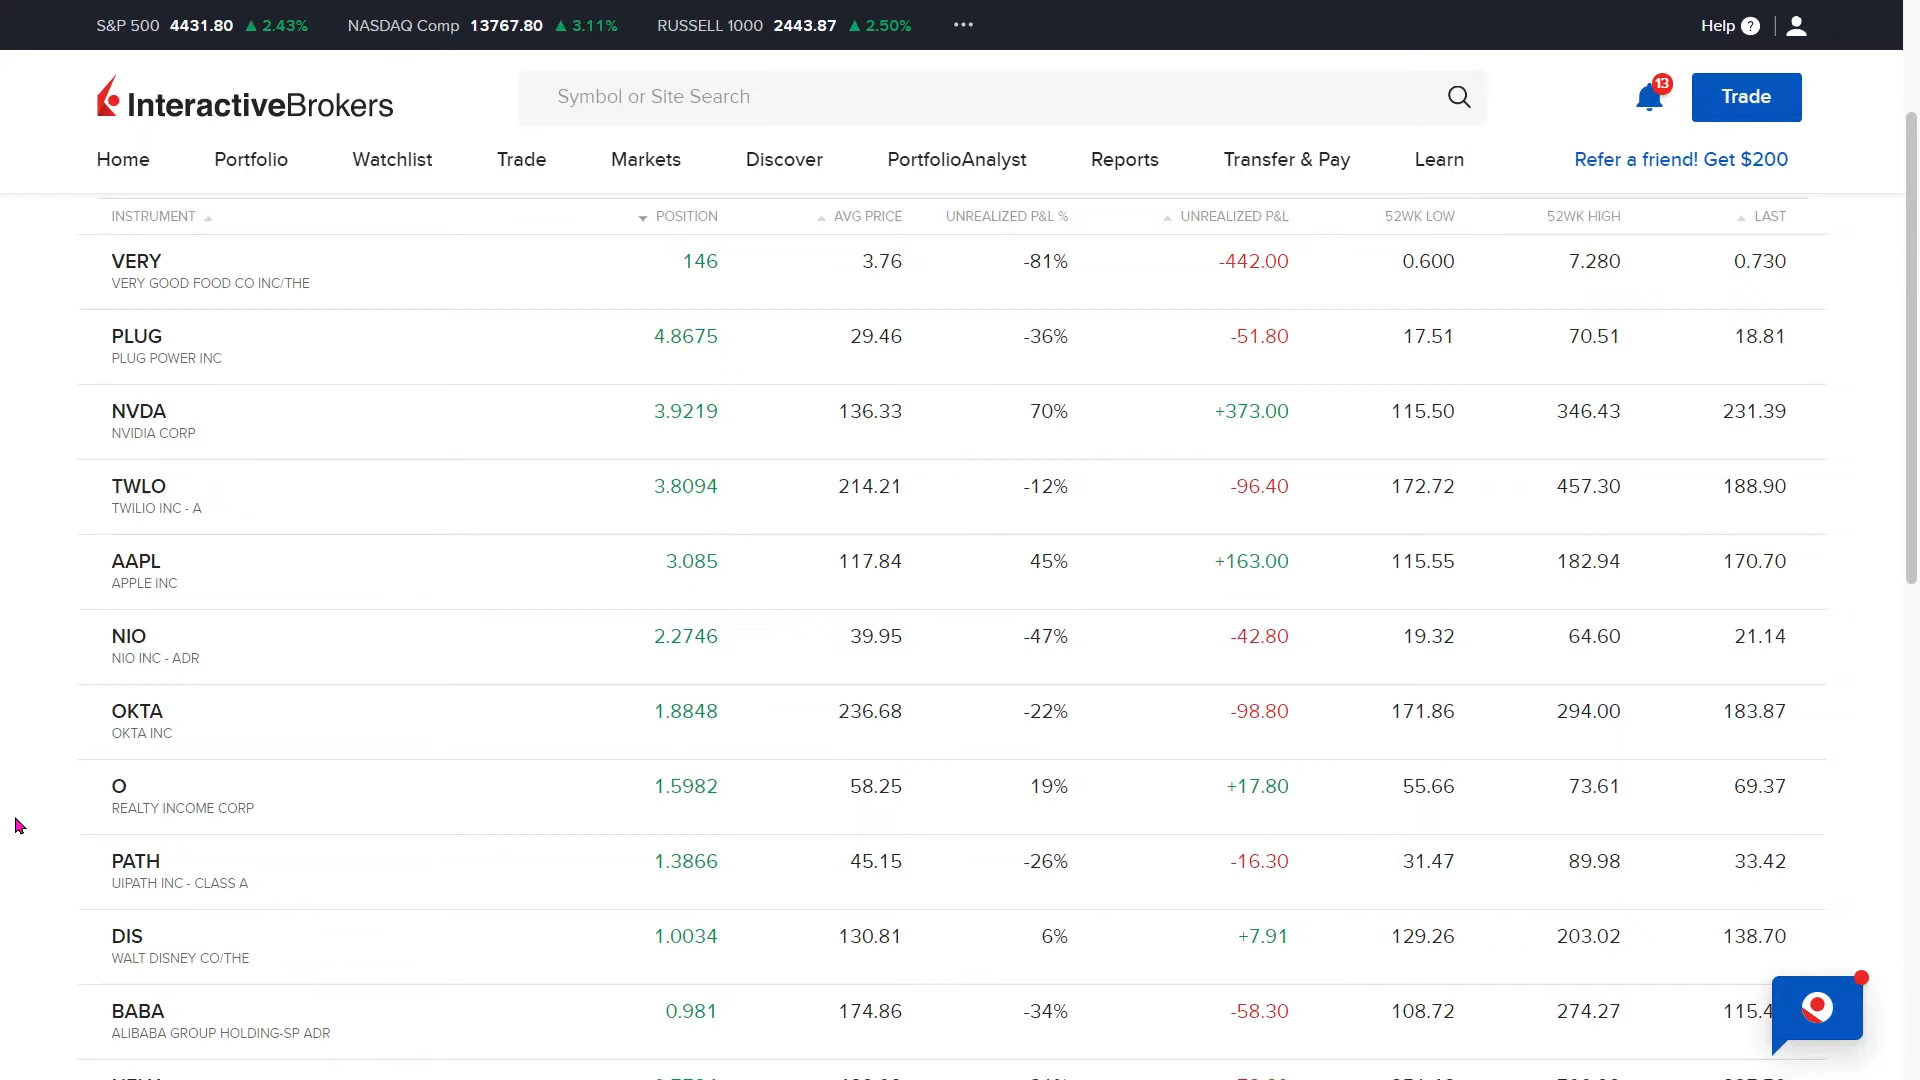 S&P 500 4431.80 ▲ 2.43% NASDAQ Comp 13767.80 ▲ 3.11% RUSSELL 1000 2443.87 ▲ 2.50% ••• Help ?
InteractiveBrokers Symbol or Site Search 13 Trade
Home Portfolio Watchlist Trade Markets Discover PortfolioAnalyst Reports Transfer & Pay Learn Refer a friend! Get $200
INSTRUMENT POSITION AVG PRICE UNREALIZED P&L % UNREALIZED P&L 52WK LOW 52WK HIGH LAST
VERY 146 3.76 -81% -442.00 0.600 7.280 0.730
VERY GOOD FOOD CO INC/THE
PLUG 4.8675 29.46 -36% -51.80 17.51 70.51 18.81
PLUG POWER INC
NVDA 3.9219 136.33 70% +373.00 115.50 346.43 231.39
NVIDIA CORP
TWLO 3.8094 214.21 -12% -96.40 172.72 457.30 188.90
TWILIO INC - A
AAPL 3.085 117.84 45% +163.00 115.55 182.94 170.70
APPLE INC
NIO 2.2746 39.95 -47% -42.80 19.32 64.60 21.14
NIO INC - ADR
OKTA 1.8848 236.68 -22% -98.80 171.86 294.00 183.87
OKTA INC
O 1.5982 58.25 19% +17.80 55.66 73.61 69.37
REALTY INCOME CORP
PATH 1.3866 45.15 -26% -16.30 31.47 89.98 33.42
UIPATH INC - CLASS A
DIS 1.0034 130.81 6% +7.91 129.26 203.02 138.70
WALT DISNEY CO/THE
BABA 0.981 174.86 -34% -58.30 108.72 274.27 115.4
ALIBABA GROUP HOLDING-SP ADR